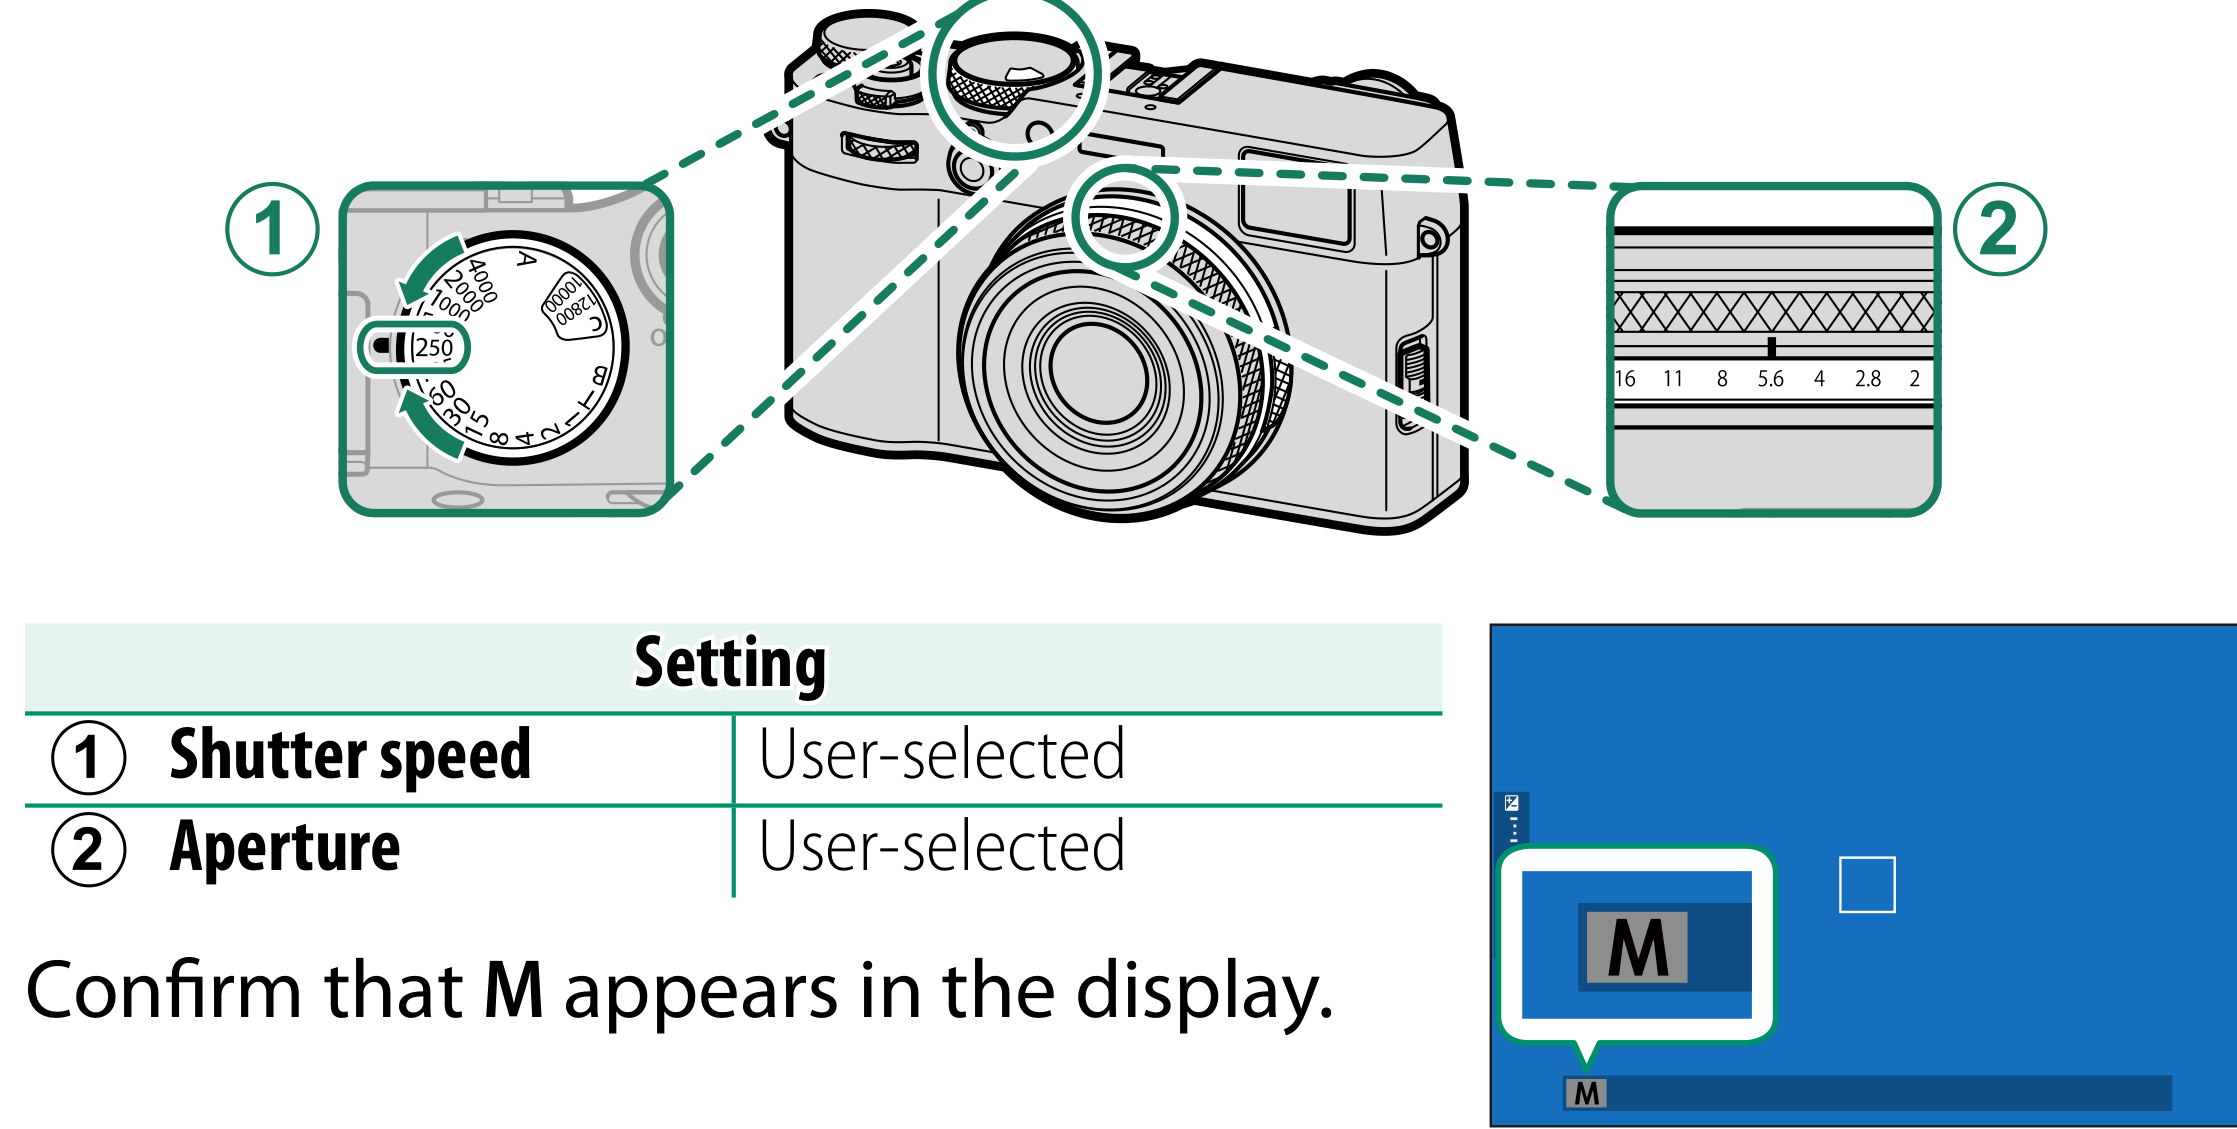 1
A
4000
2000
1000
250
60
30
15
8
4
2
1
T
B
C
12800
10000
2
16 11 8 5.6 4 2.8 2
Setting
1 Shutter speed User-selected
2 Aperture User-selected
Confirm that M appears in the display.
M
M